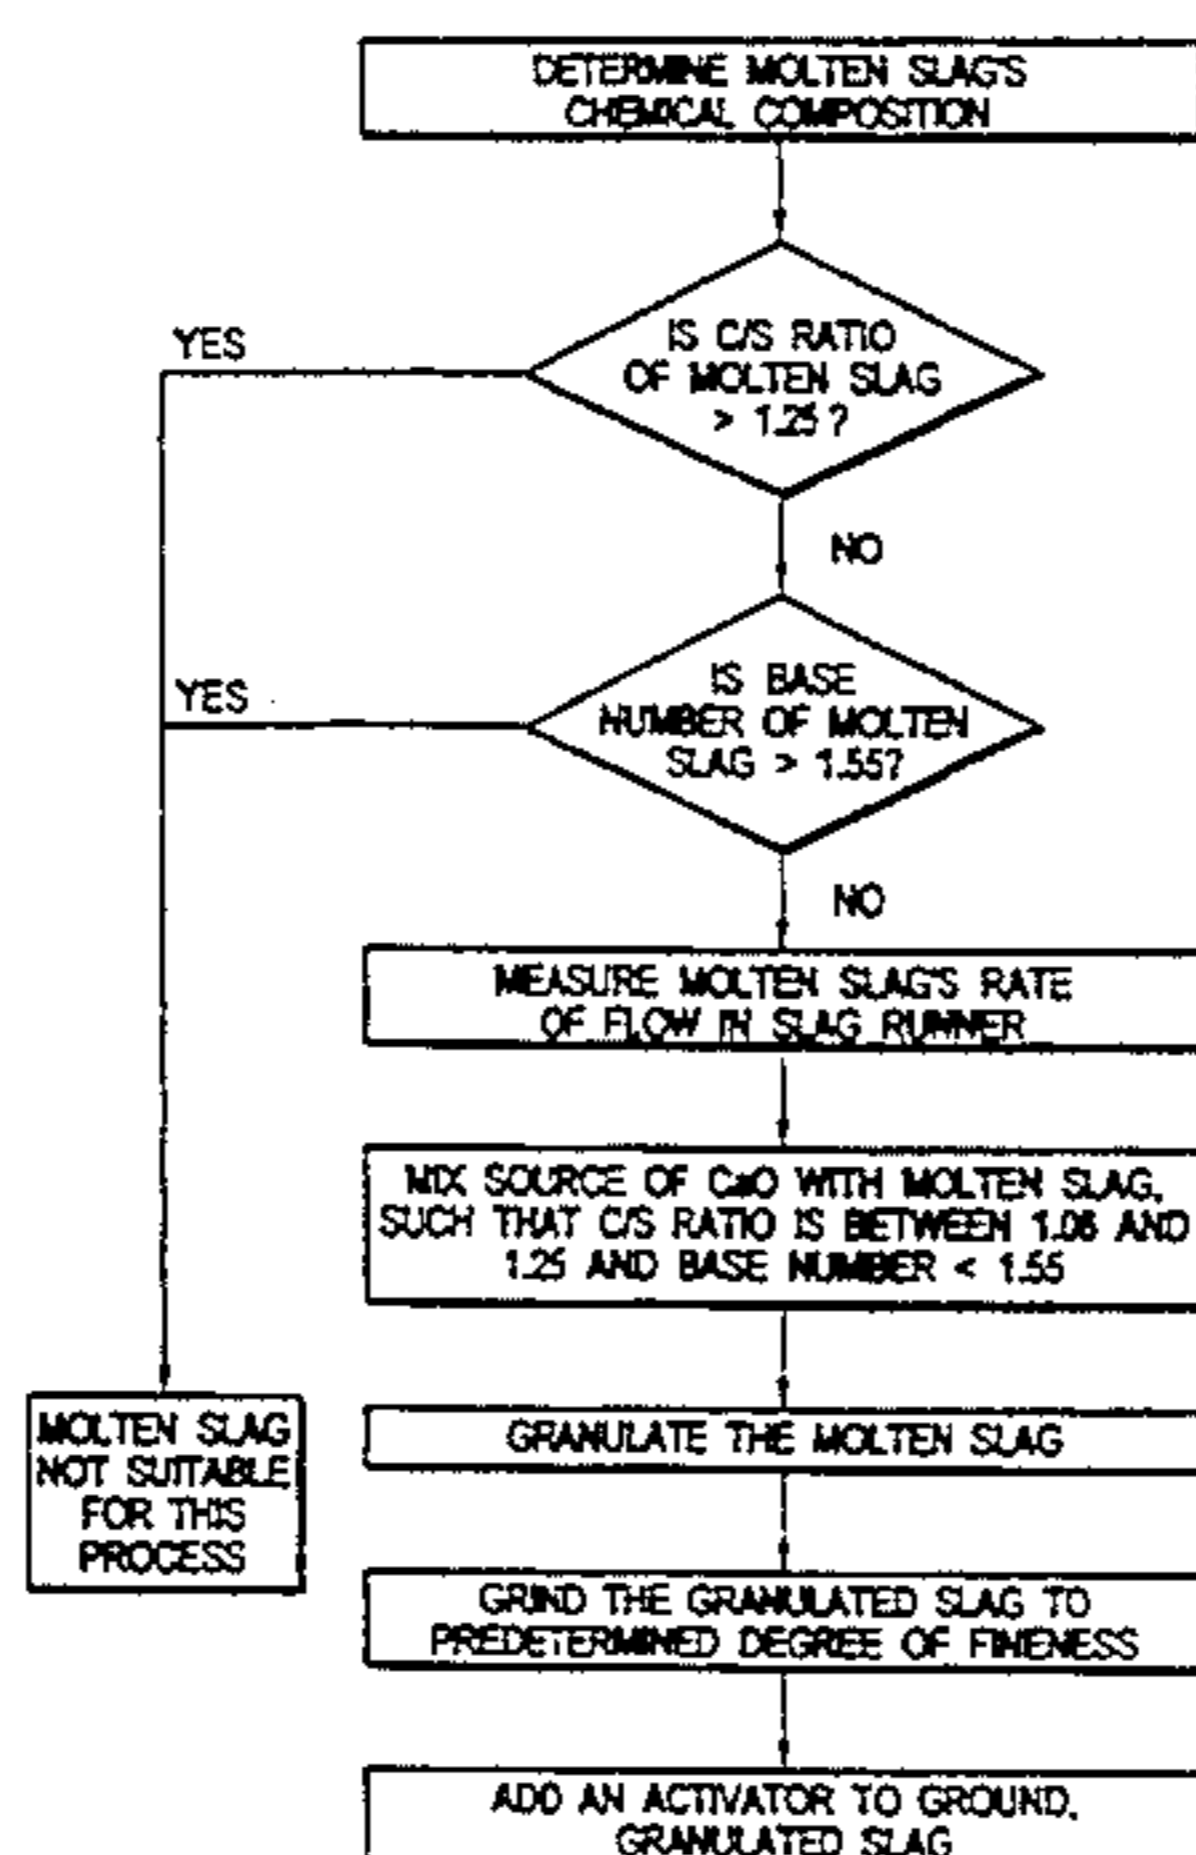 DETERMINE MOLTEN SLAG'S
CHEMICAL COMPOSITION
IS C/S RATIO
OF MOLTEN SLAG
> 1.25 ?
YES
NO
IS BASE
NUMBER OF MOLTEN
SLAG > 1.55?
YES
NO
MEASURE MOLTEN SLAG'S RATE
OF FLOW IN SLAG RUNNER
MIX SOURCE OF CaO WITH MOLTEN SLAG,
SUCH THAT C/S RATIO IS BETWEEN AND
1.25 AND BASE NUMBER < 1.55
MOLTEN SLAG
NOT SUITABLE
FOR THIS
PROCESS
GRANULATE THE MOLTEN SLAG
GRIND THE GRANULATED SLAG TO
PREDETERMINED DEGREE OF FINENESS
ADD AN ACTIVATOR TO GROUND,
GRANULATED SLAG